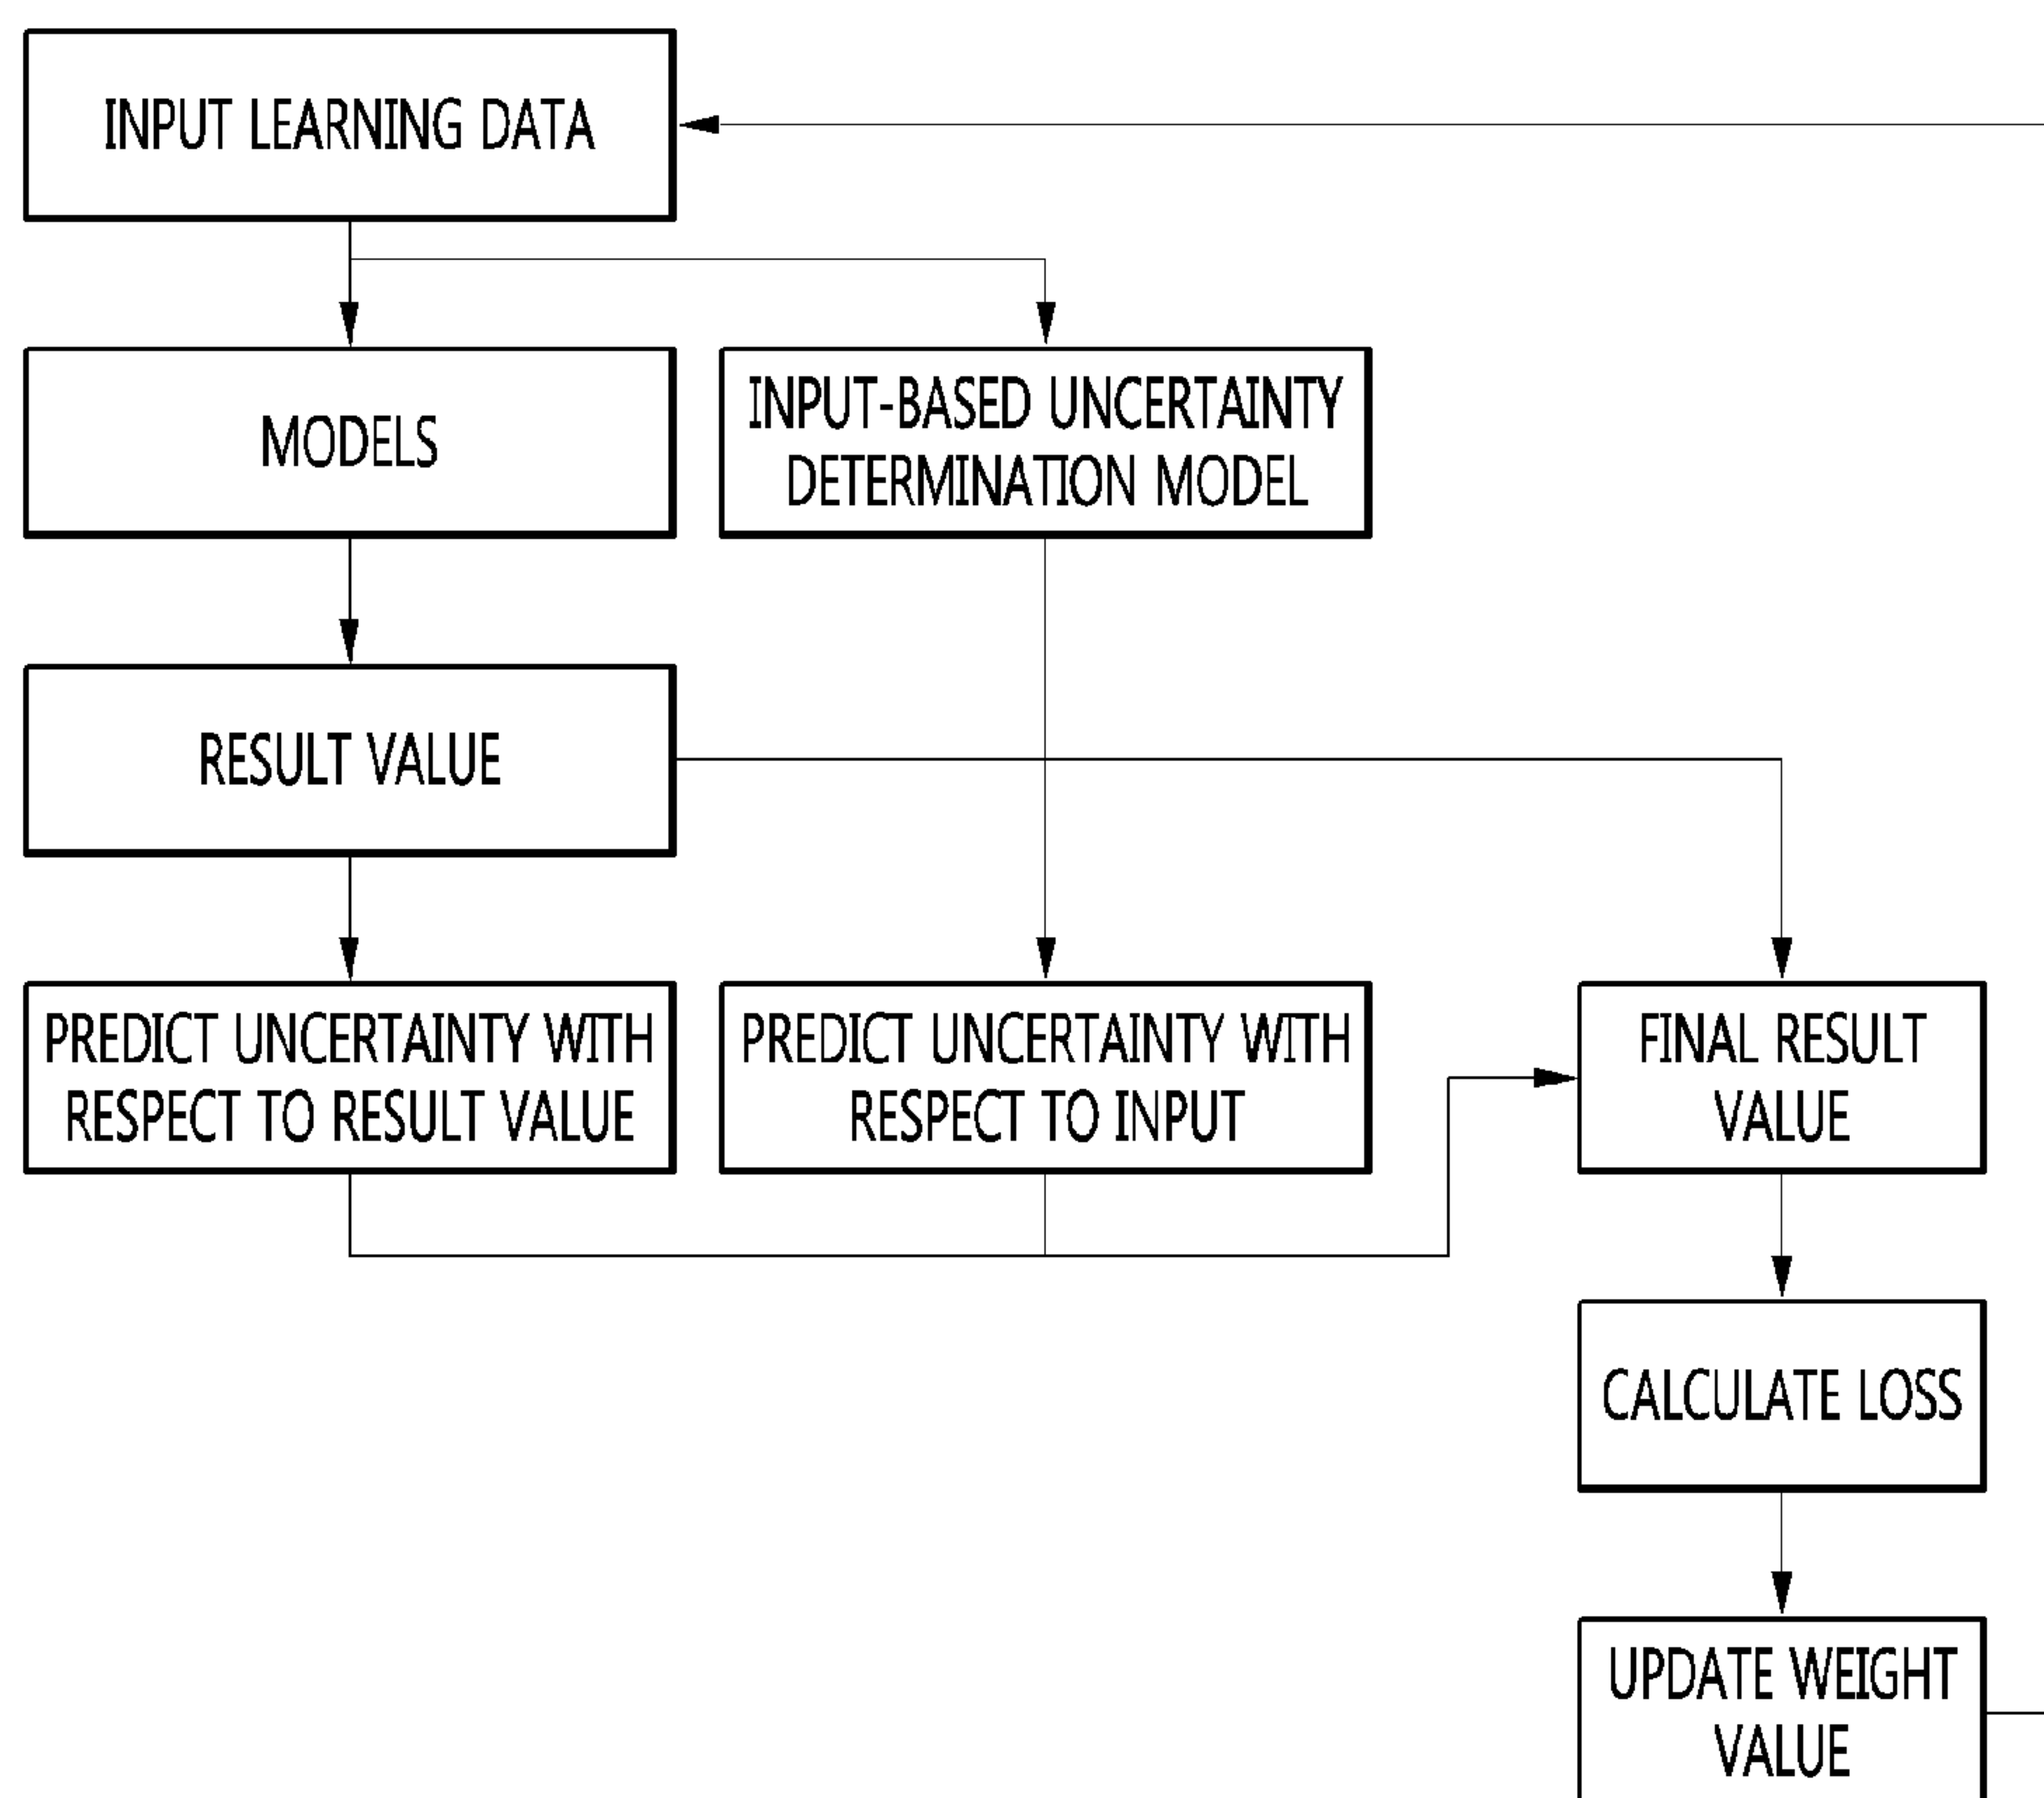 INPUT LEARNING DATA
MODELS
INPUT-BASED UNCERTAINTY
DETERMINATION MODEL
RESULT VALUE
PREDICT UNCERTAINTY WITH
RESPECT TO RESULT VALUE
PREDICT UNCERTAINTY WITH
RESPECT TO INPUT
FINAL RESULT
VALUE
CALCULATE LOSS
UPDATE WEIGHT
VALUE